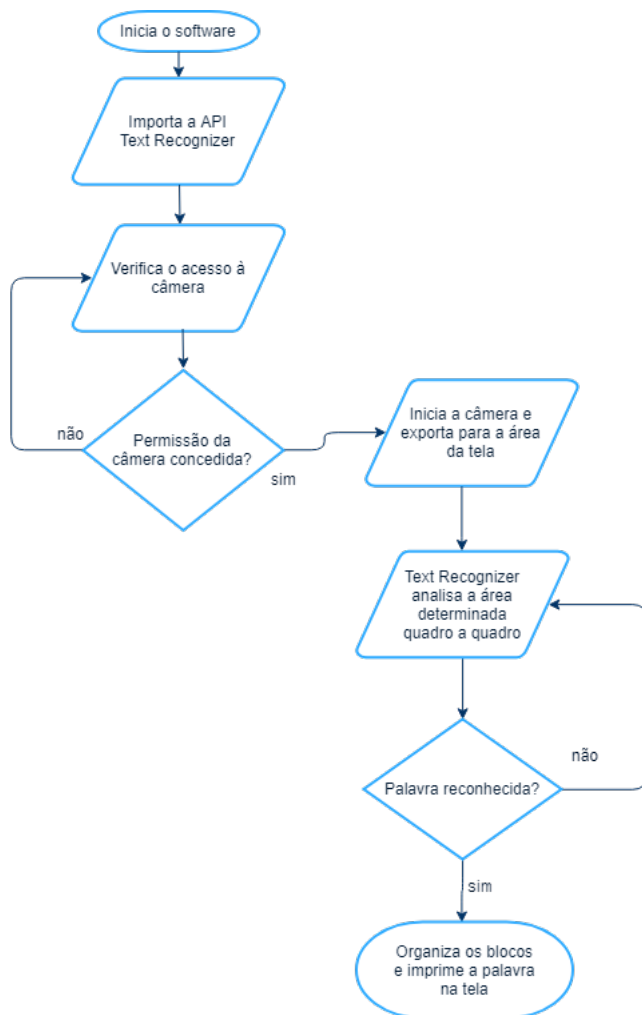 Inicia o software
Importa a API
Text Recognizer
Verifica o acesso à
câmera
não
Permissão da
câmera concedida?
sim
Inicia a câmera e
exporta para a área
da tela
Text Recognizer
analisa a área
determinada
quadro a quadro
não
Palavra reconhecida?
sim
Organiza os blocos
e imprime a palavra
na tela